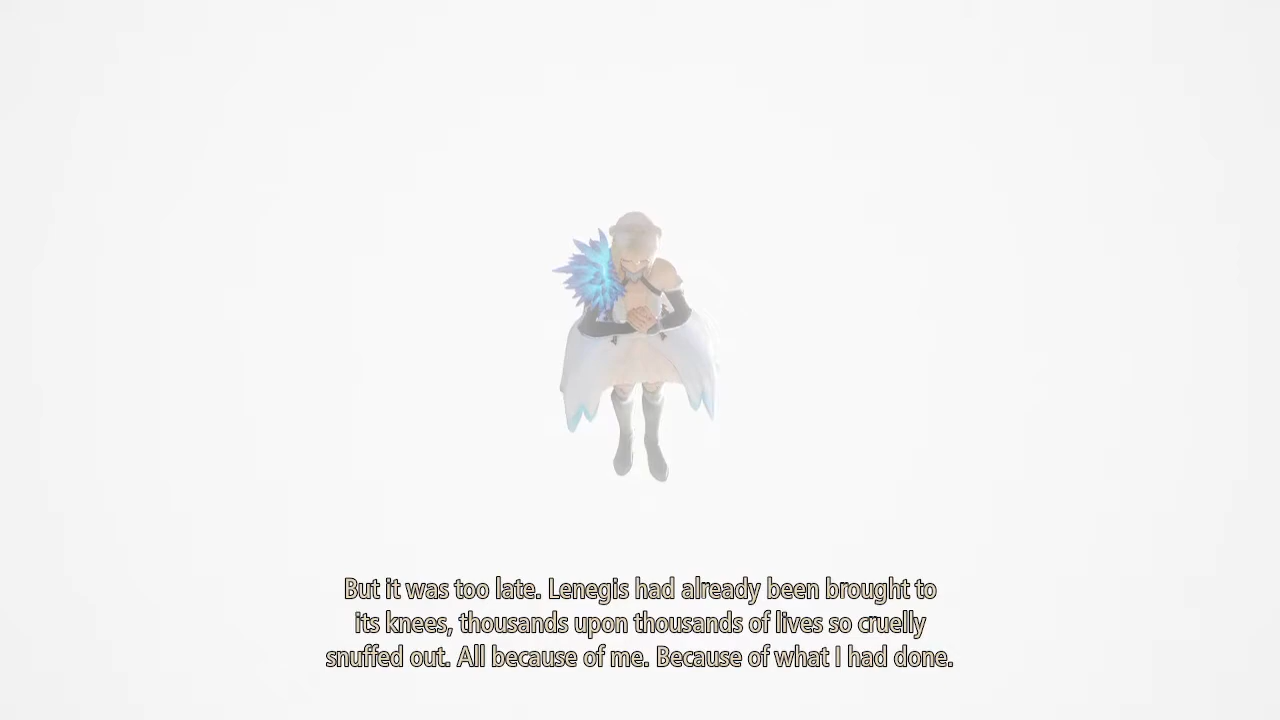 But it was too late. Lenegis had already been brought to
its knees, thousands upon thousands of lives so cruelly
snuffed out. All because of me. Because of what I had done.